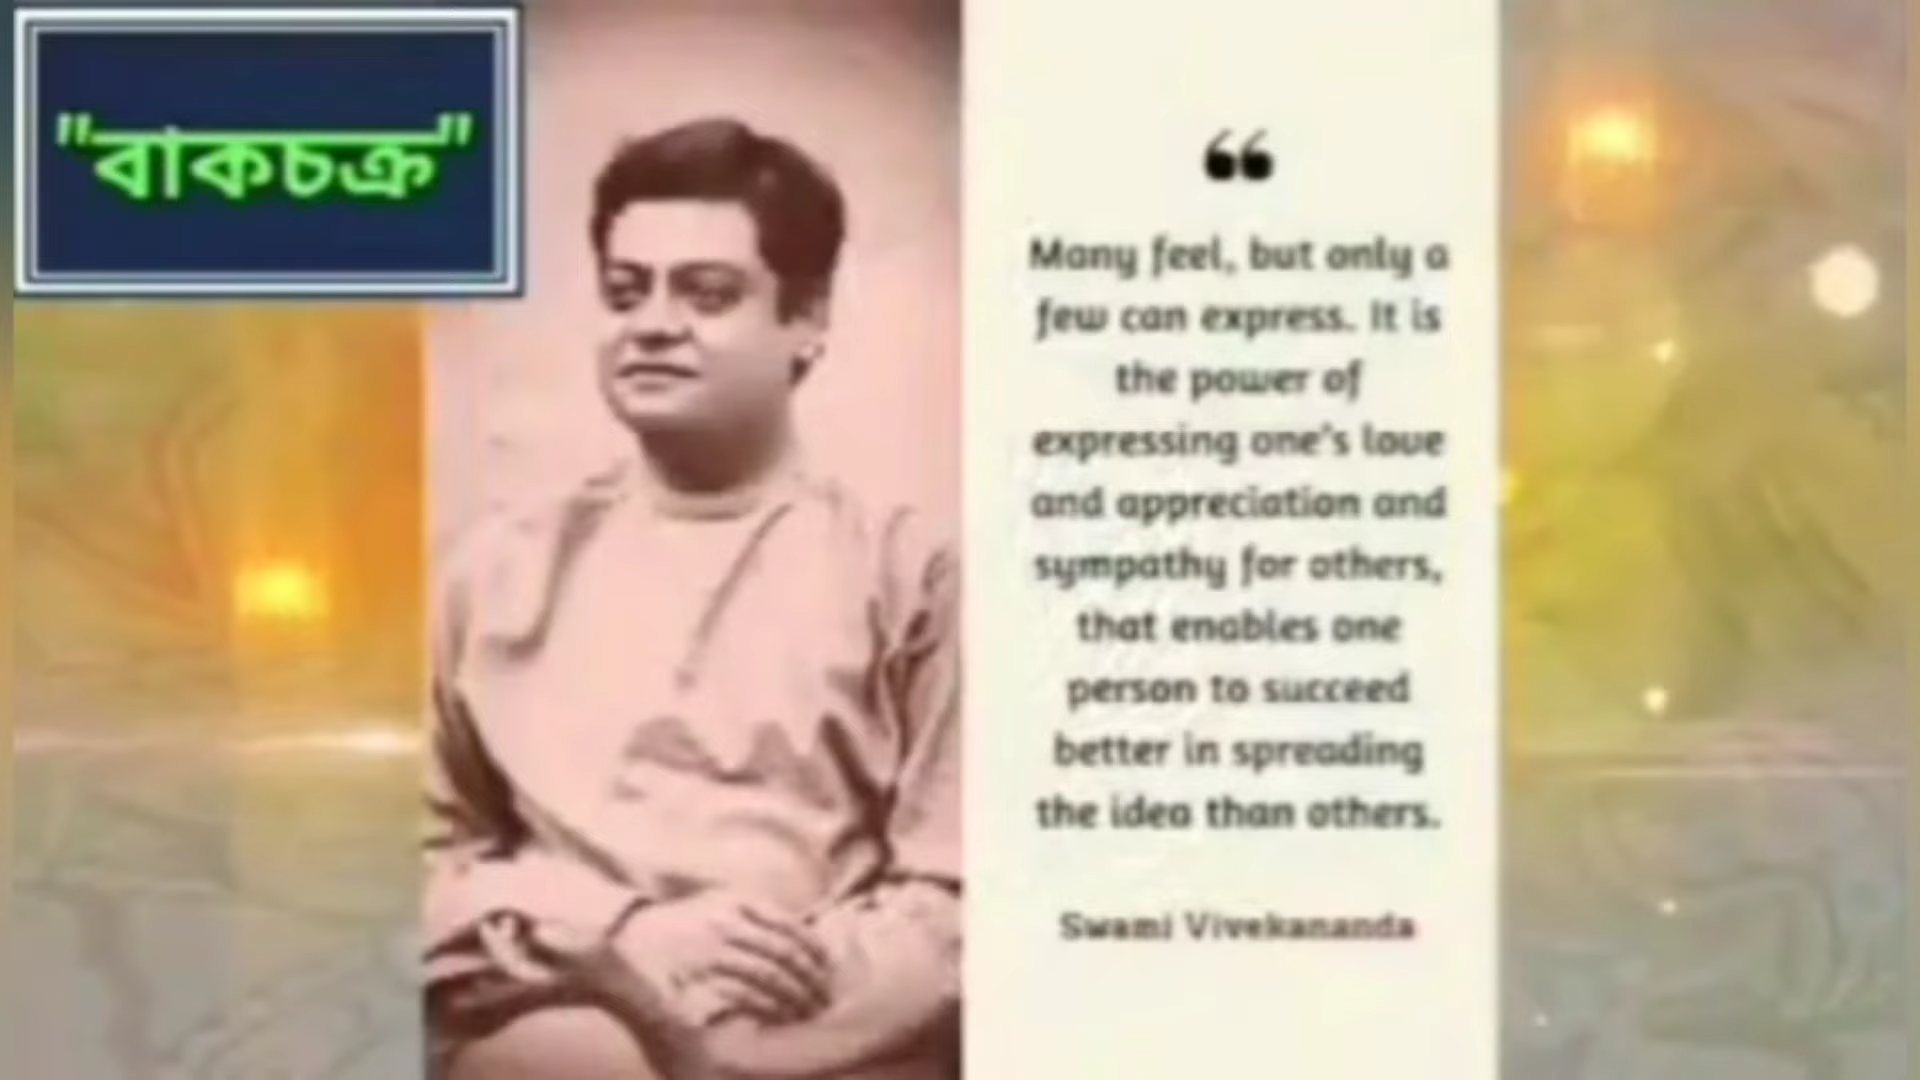 "বাকচক্র"
Many feel, but only a
few can express. It is
the power of
expressing one's love
and appreciation and
sympathy for others,
that enables one
person to succeed
better in spreading
the idea than others.
Swami Vivekananda